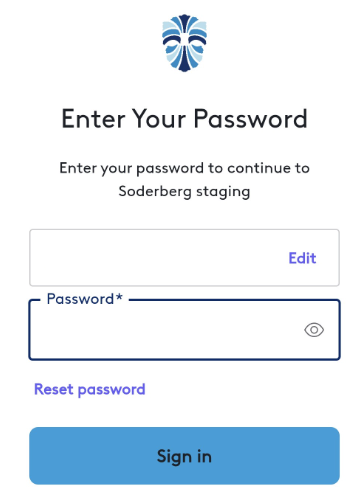 Enter Your Password
Enter your password to continue to
Soderberg staging
Edit
Password*
Reset password
Sign in